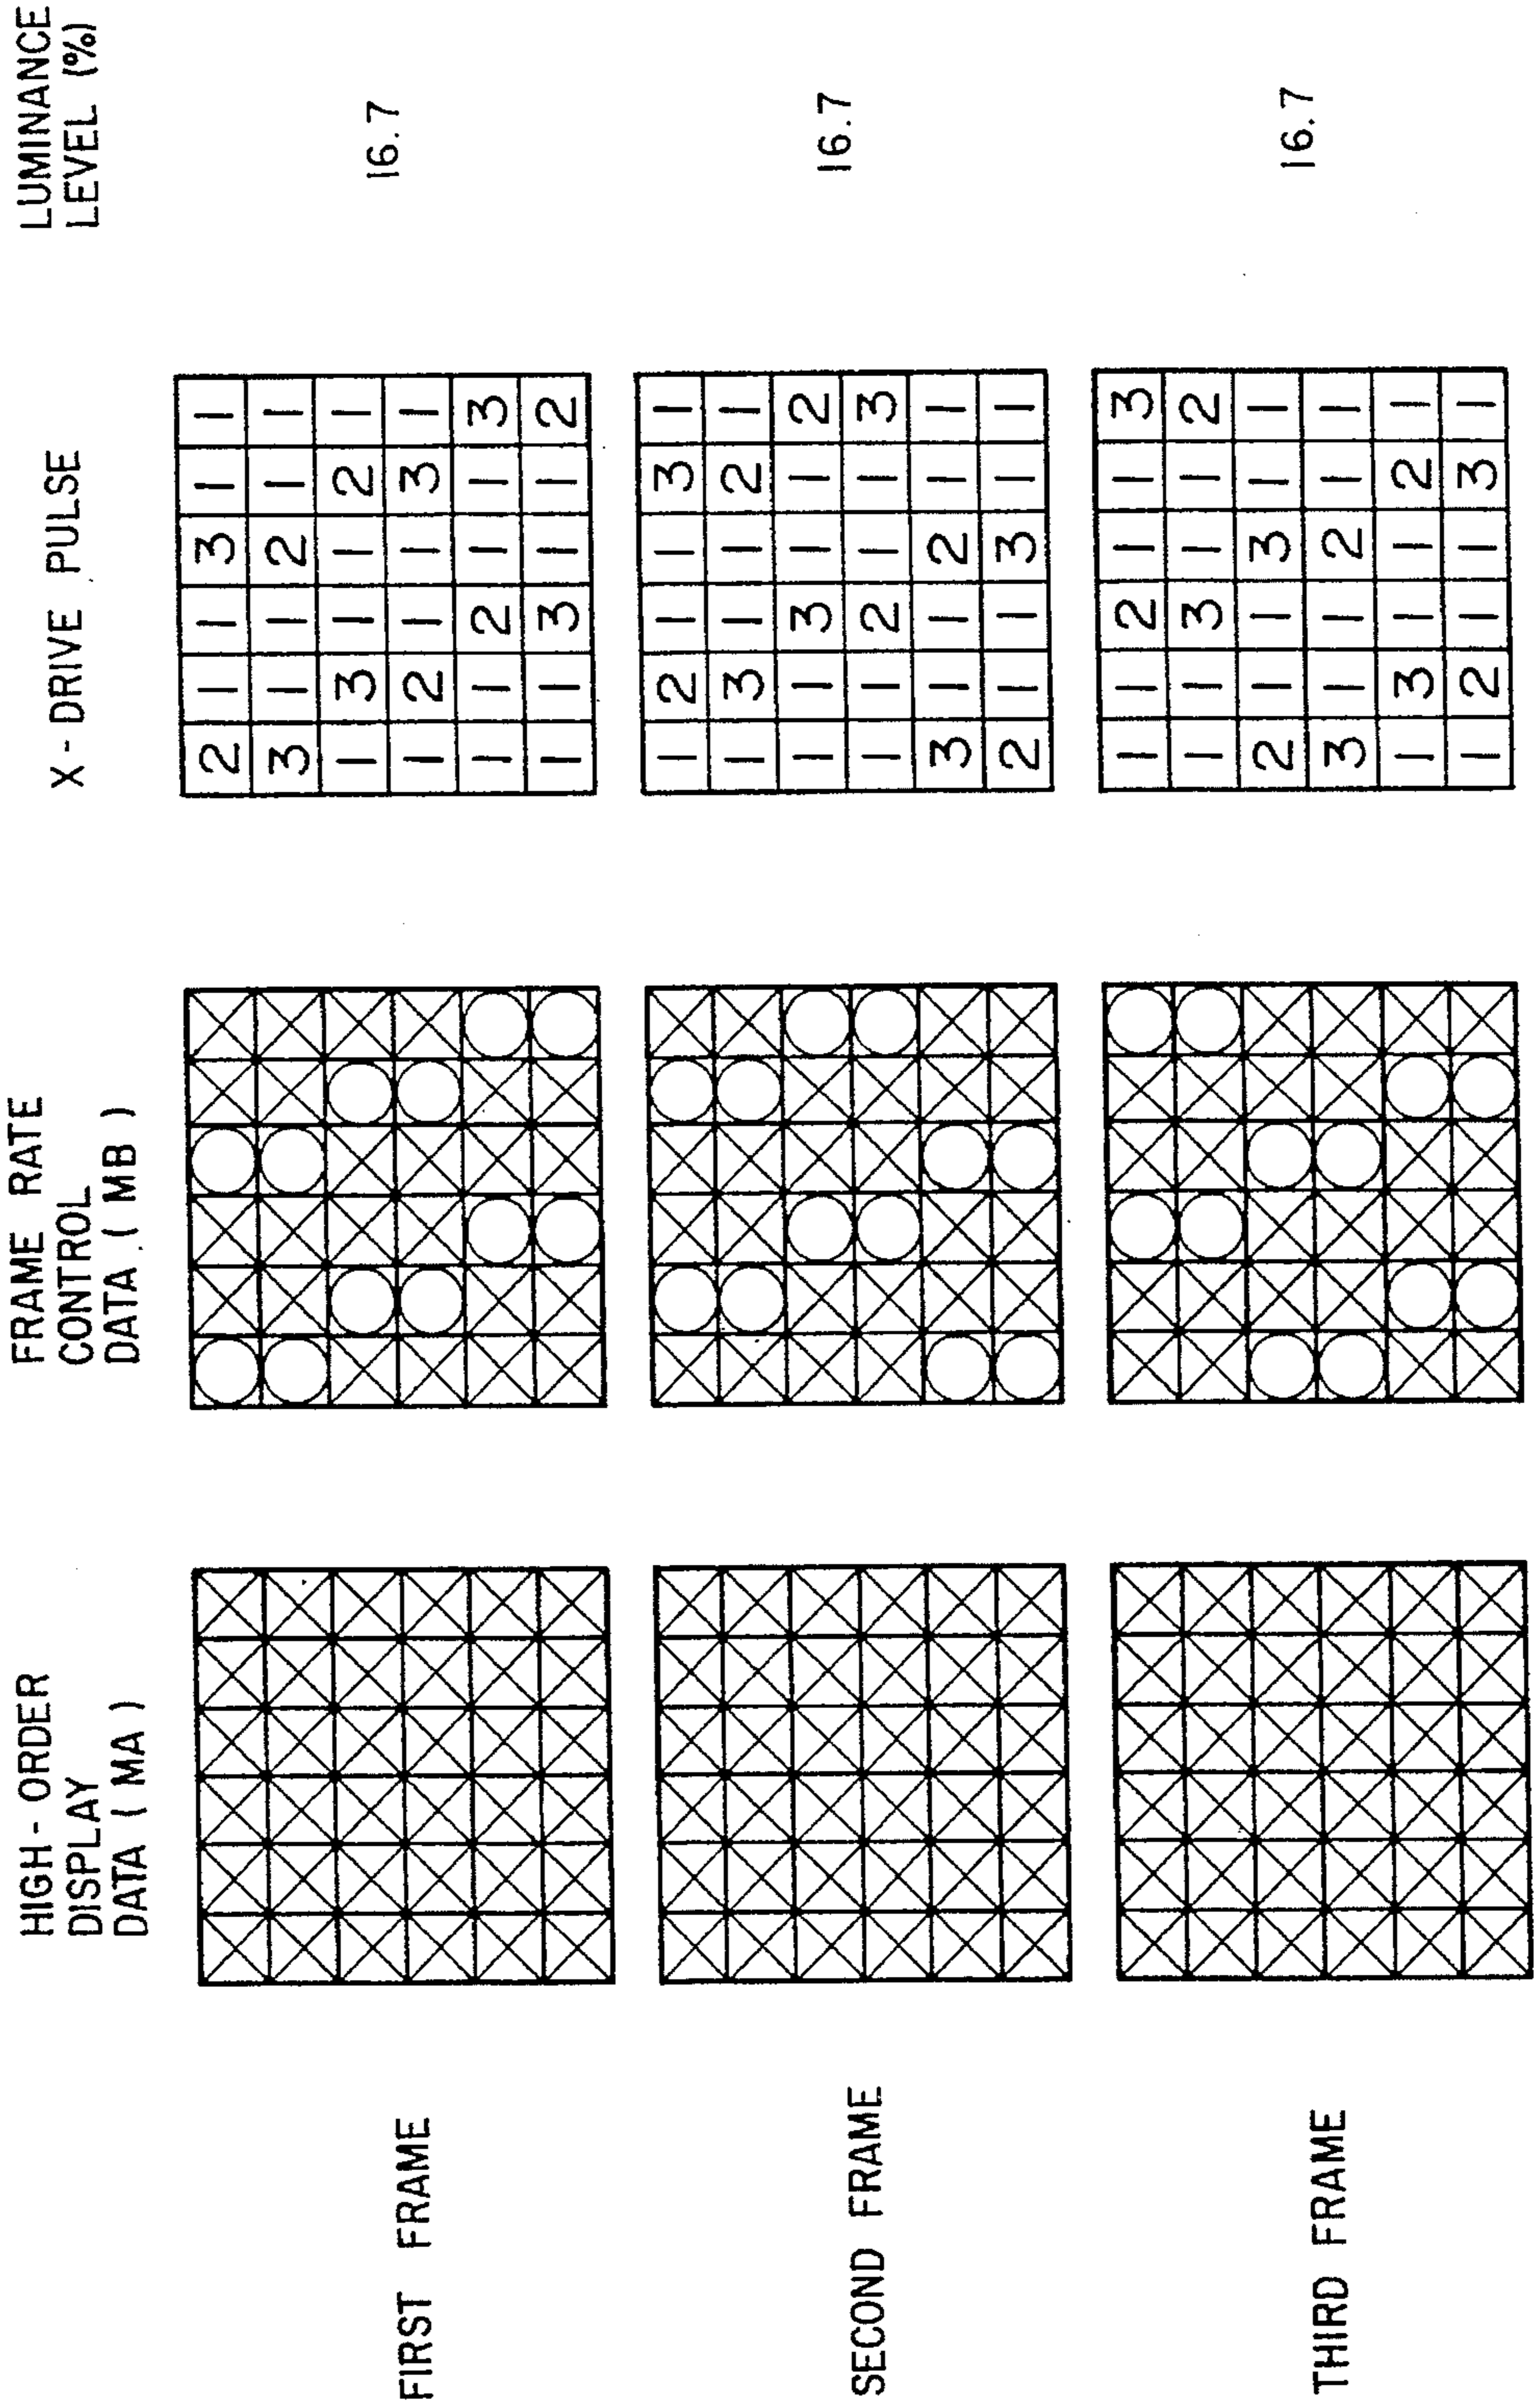 HIGH-ORDER
DISPLAY
DATA (MA)
FRAME RATE
CONTROL
DATA (MB)
X-DRIVE PULSE
LUMINANCE
LEVEL (%)
FIRST FRAME
2 1 1 3 1 1
3 1 1 2 1 1
1 3 1 1 2 1
1 2 1 1 3 1
1 1 2 1 1 3
1 1 3 1 1 2
16.7
SECOND FRAME
1 2 1 1 3 1
1 3 1 1 2 1
1 1 3 1 1 2
1 1 2 1 1 3
3 1 1 2 1 1
2 1 1 3 1 1
16.7
THIRD FRAME
1 1 2 1 1 3
1 1 3 1 1 2
2 1 1 3 1 1
3 1 1 2 1 1
1 3 1 1 2 1
1 2 1 1 3 1
16.7